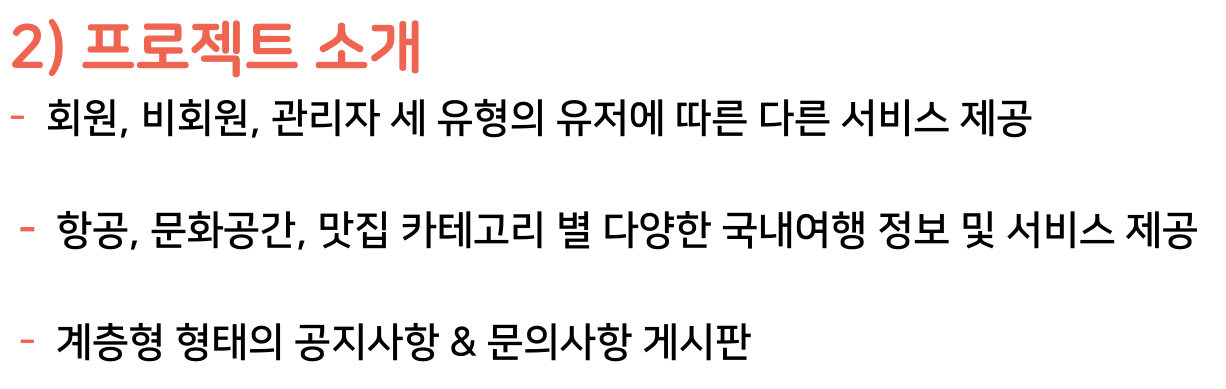 2) 프로젝트 소개
- 회원, 비회원, 관리자 세 유형의 유저에 따른 다른 서비스 제공
- 항공, 문화공간, 맛집 카테고리 별 다양한 국내여행 정보 및 서비스 제공
- 계층형 형태의 공지사항 & 문의사항 게시판